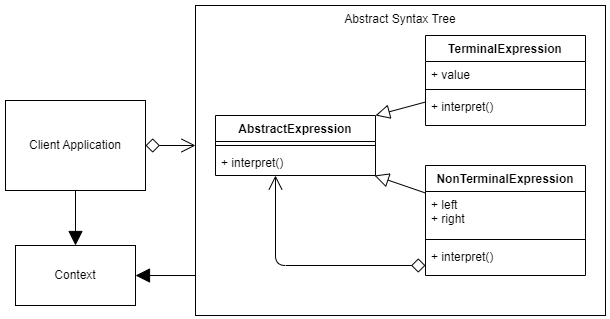 Abstract Syntax Tree
TerminalExpression
+ value
+ interpret()
Client Application
AbstractExpression
+ interpret()
NonTerminalExpression
+ left
+ right
+ interpret()
Context